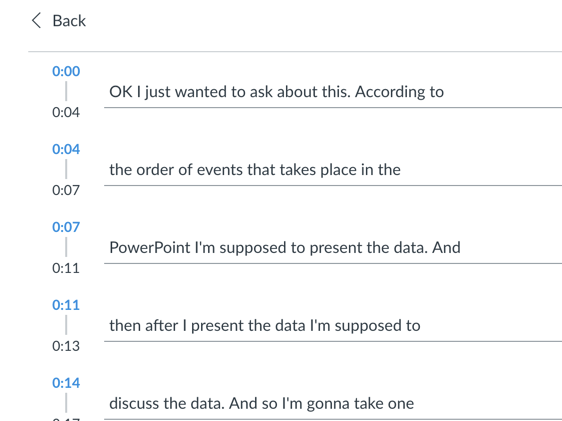 Back
0:00
OK I just wanted to ask about this. According to
0:04
0:04
the order of events that takes place in the
0:07
0:07
PowerPoint I'm supposed to present the data. And
0:11
0:11
then after I present the data I'm supposed to
0:13
0:14
discuss the data. And so I'm gonna take one